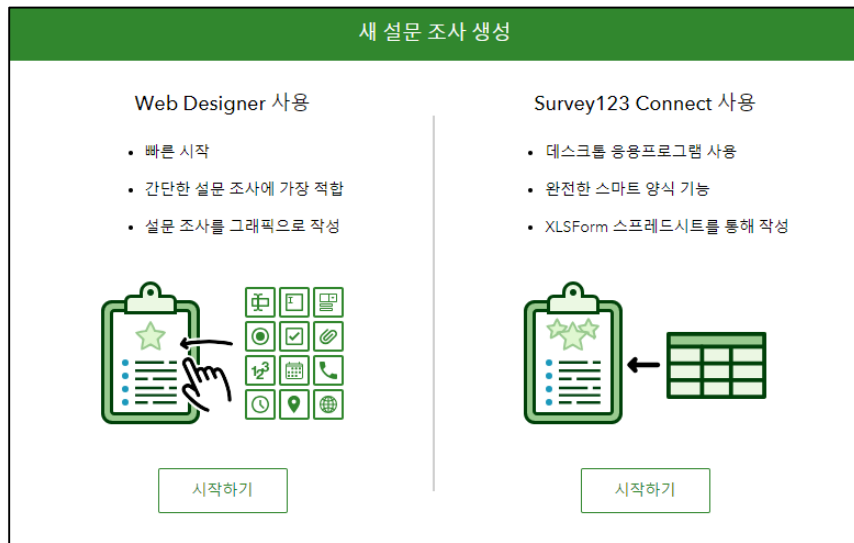 새 설문 조사 생성
Web Designer 사용
• 빠른 시작
• 간단한 설문 조사에 가장 적합
• 설문 조사를 그래픽으로 작성
123
시작하기
Survey123 Connect 사용
• 데스크톱 응용프로그램 사용
• 완전한 스마트 양식 기능
• XLSForm 스프레드시트를 통해 작성
시작하기